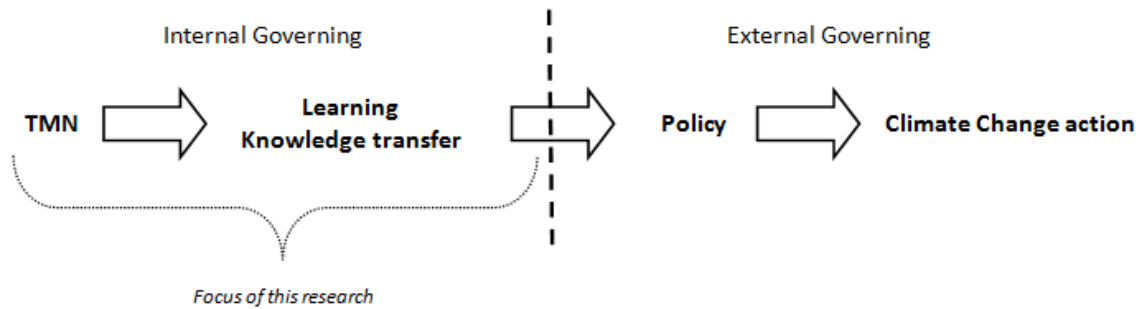 Internal Governing
External Governing
TMN
Learning
Knowledge transfer
Policy
Climate Change action
Focus of this research